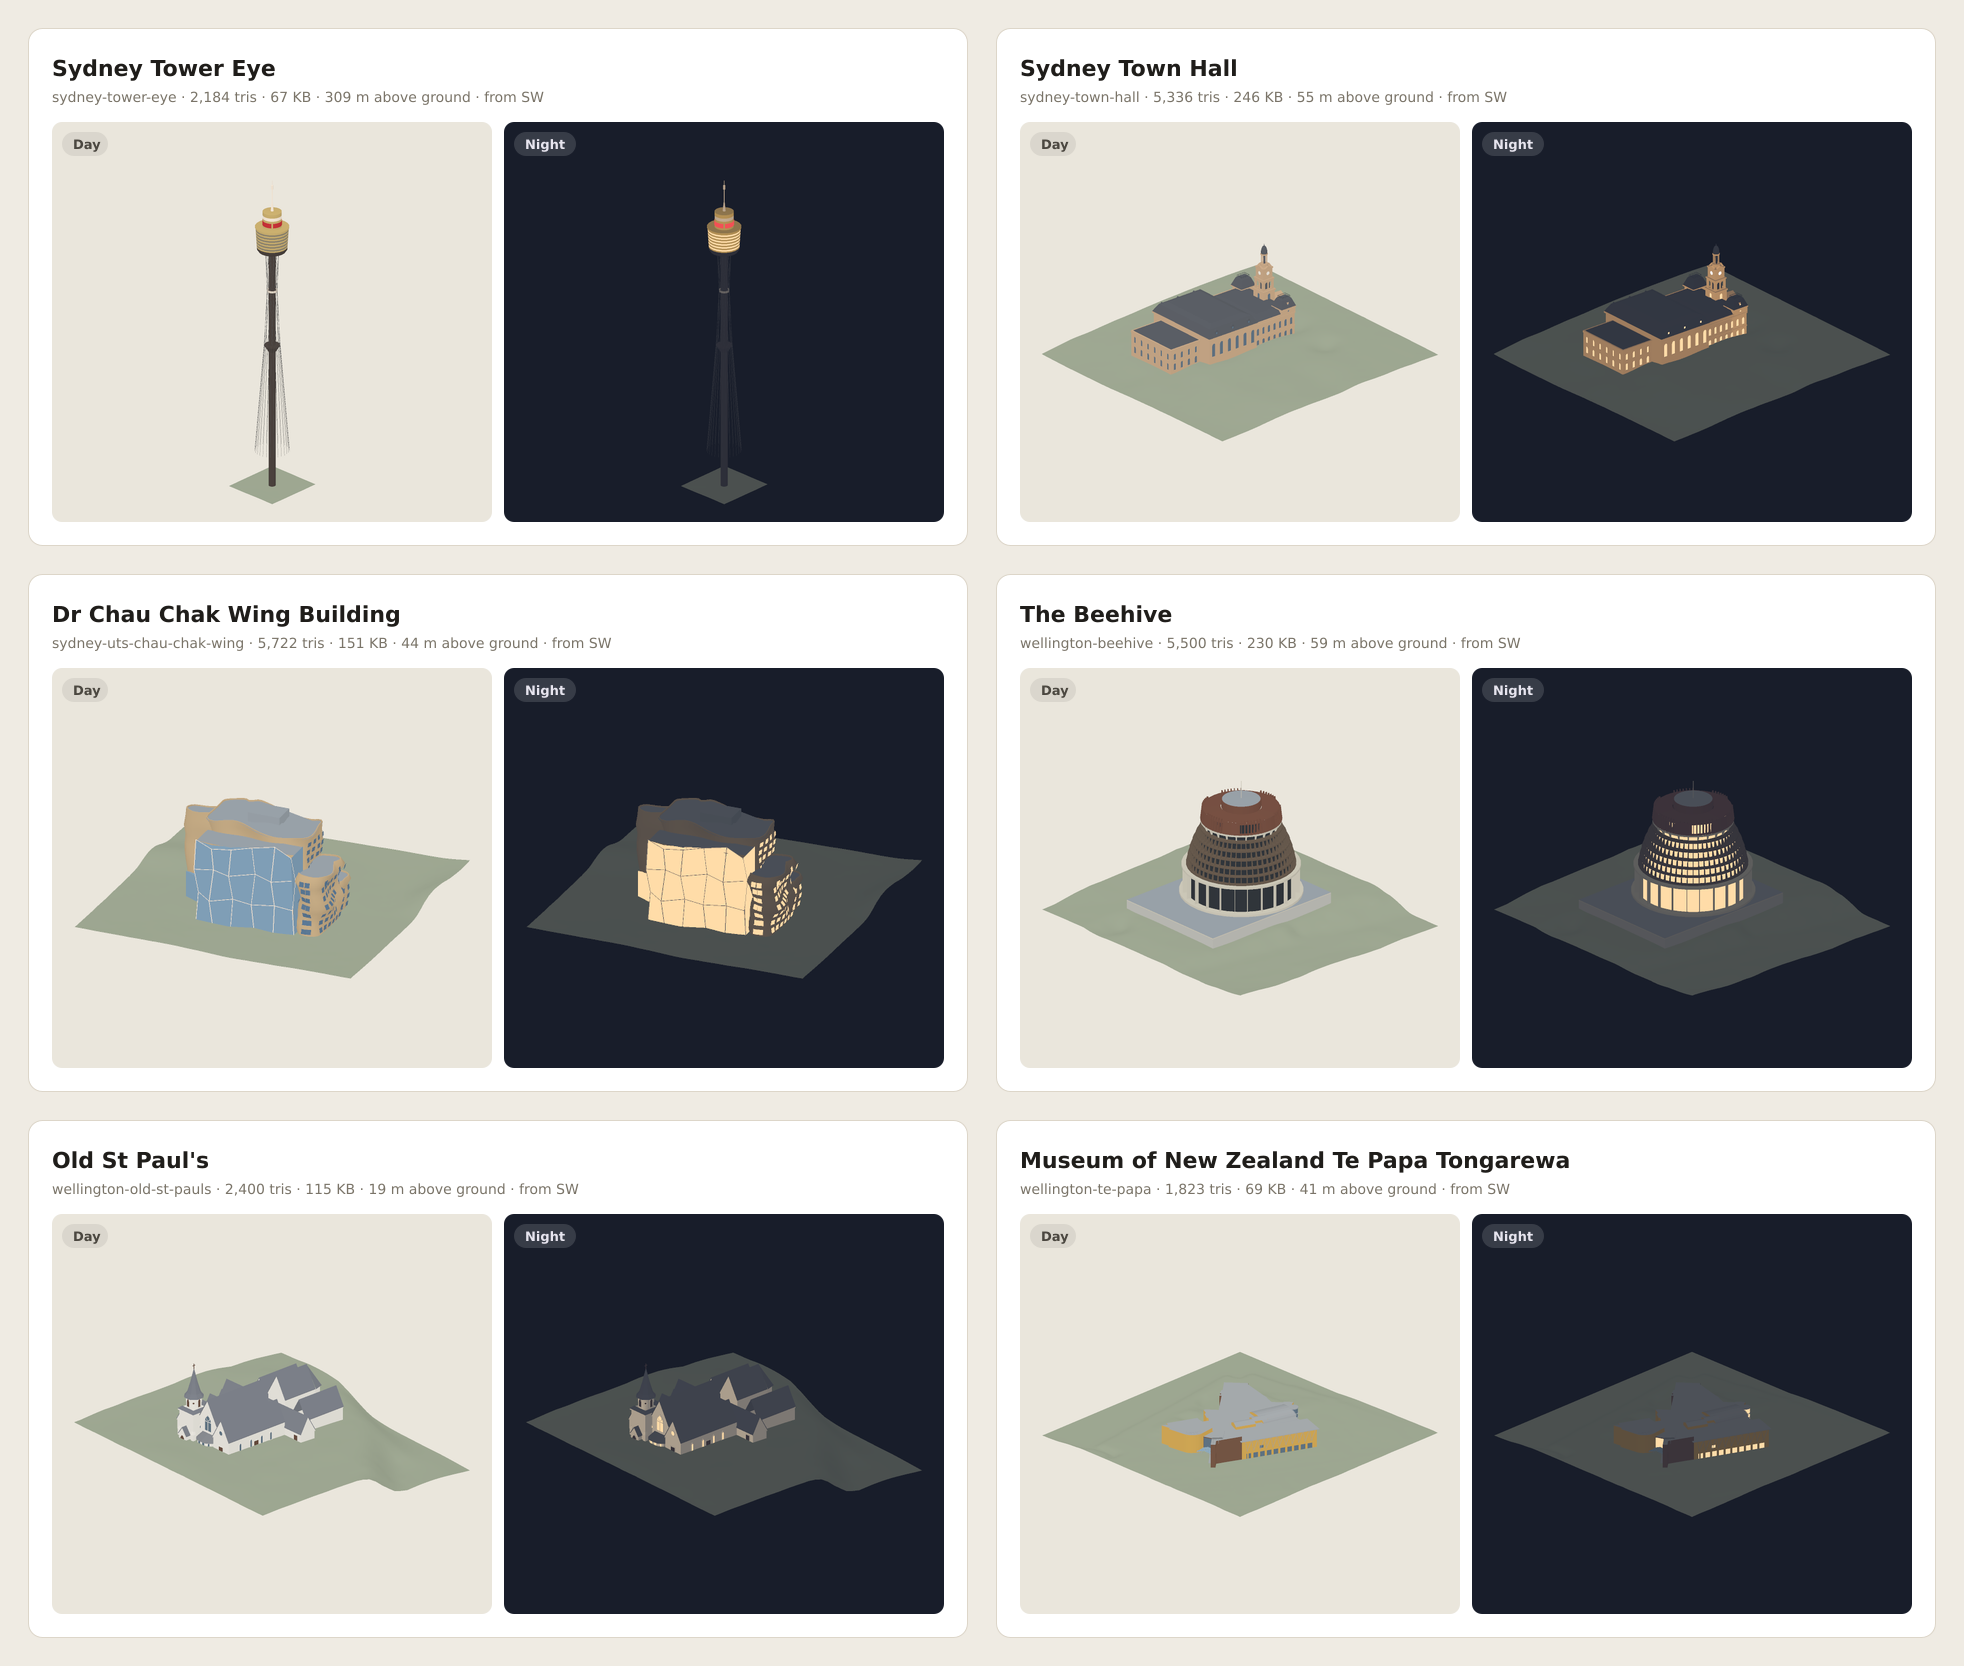 Sydney Tower Eye
sydney-tower-eye · 2,184 tris · 67 KB · 309 m above ground · from SW
Day
Night
Sydney Town Hall
sydney-town-hall · 5,336 tris · 246 KB · 55 m above ground · from SW
Day
Night
Dr Chau Chak Wing Building
sydney-uts-chau-chak-wing · 5,722 tris · 151 KB · 44 m above ground · from SW
Day
Night
The Beehive
wellington-beehive · 5,500 tris · 230 KB · 59 m above ground · from SW
Day
Night
Old St Paul's
wellington-old-st-pauls · 2,400 tris · 115 KB · 19 m above ground · from SW
Day
Night
Museum of New Zealand Te Papa Tongarewa
wellington-te-papa · 1,823 tris · 69 KB · 41 m above ground · from SW
Day
Night